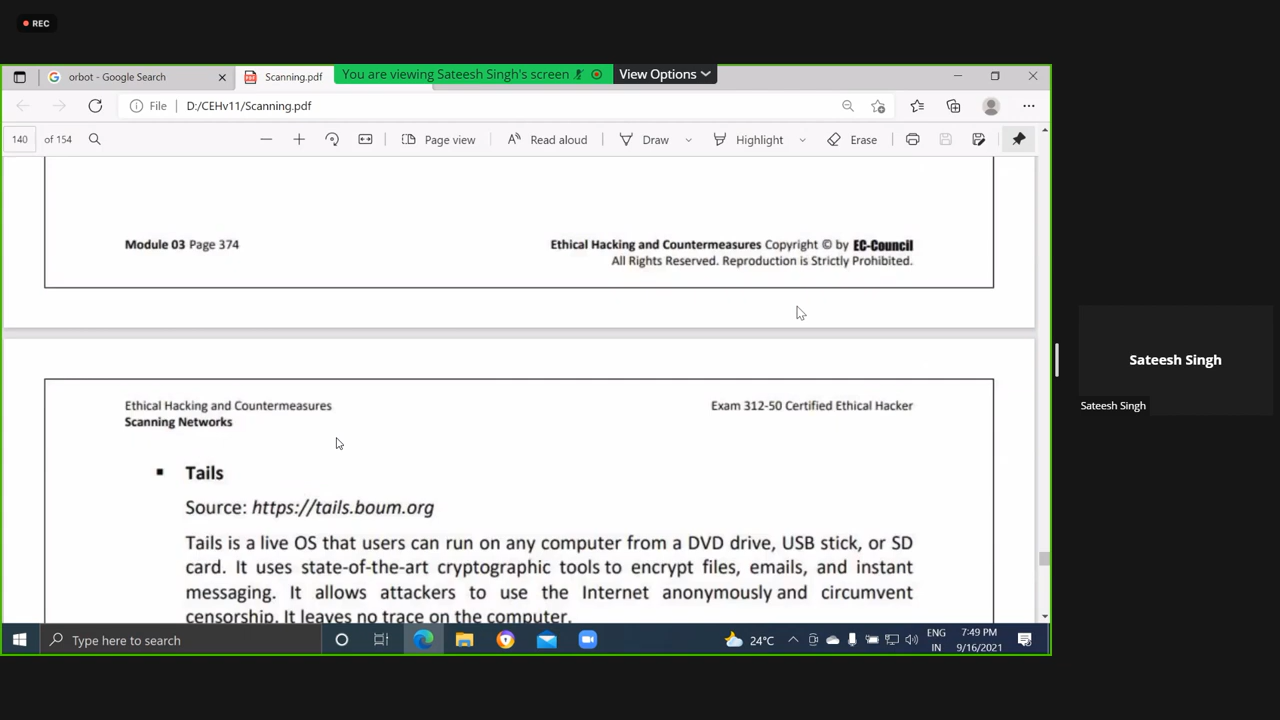 REC
orbot - Google Search
Scanning.pdf
You are viewing Sateesh Singh's screen
View Options
File D:/CEHv11/Scanning.pdf
140 of 154
Page view
Read aloud
Draw
Highlight
Erase
Module 03 Page 374
Ethical Hacking and Countermeasures Copyright © by EC-Council
All Rights Reserved. Reproduction is Strictly Prohibited.
Sateesh Singh
Sateesh Singh
Ethical Hacking and Countermeasures
Exam 312-50 Certified Ethical Hacker
Scanning Networks
▪ Tails
Source: https://tails.boum.org
Tails is a live OS that users can run on any computer from a DVD drive, USB stick, or SD
card. It uses state-of-the-art cryptographic tools to encrypt files, emails, and instant
messaging. It allows attackers to use the Internet anonymously and circumvent
censorship. It leaves no trace on the computer.
Type here to search
24°C
ENG
IN
7:49 PM
9/16/2021